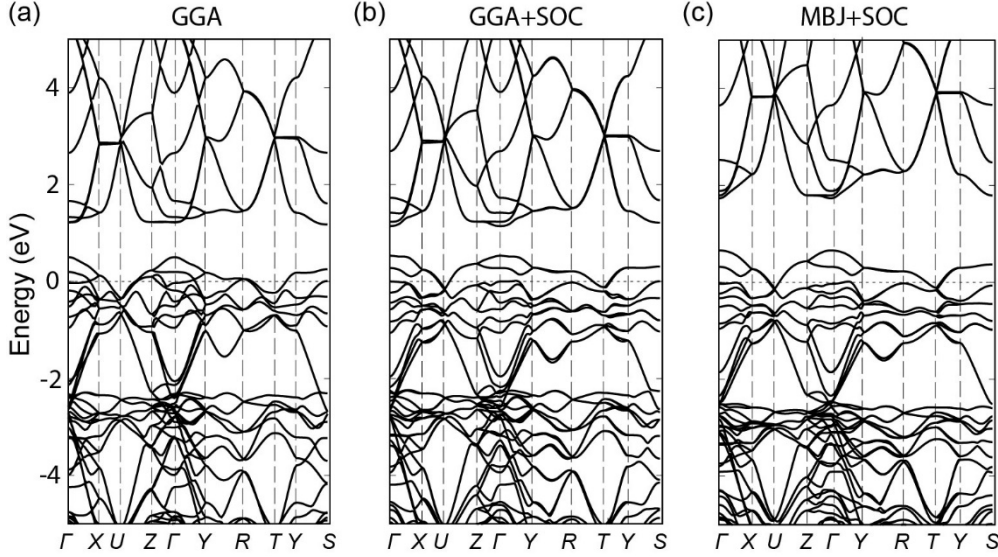 (a) GGA (b) GGA+SOC (c) MBJ+SOC
Energy (eV)
4
2
0
-2
-4
Γ X U Z Γ Y R T Y S Γ X U Z Γ Y R T Y S Γ X U Z Γ Y R T Y S